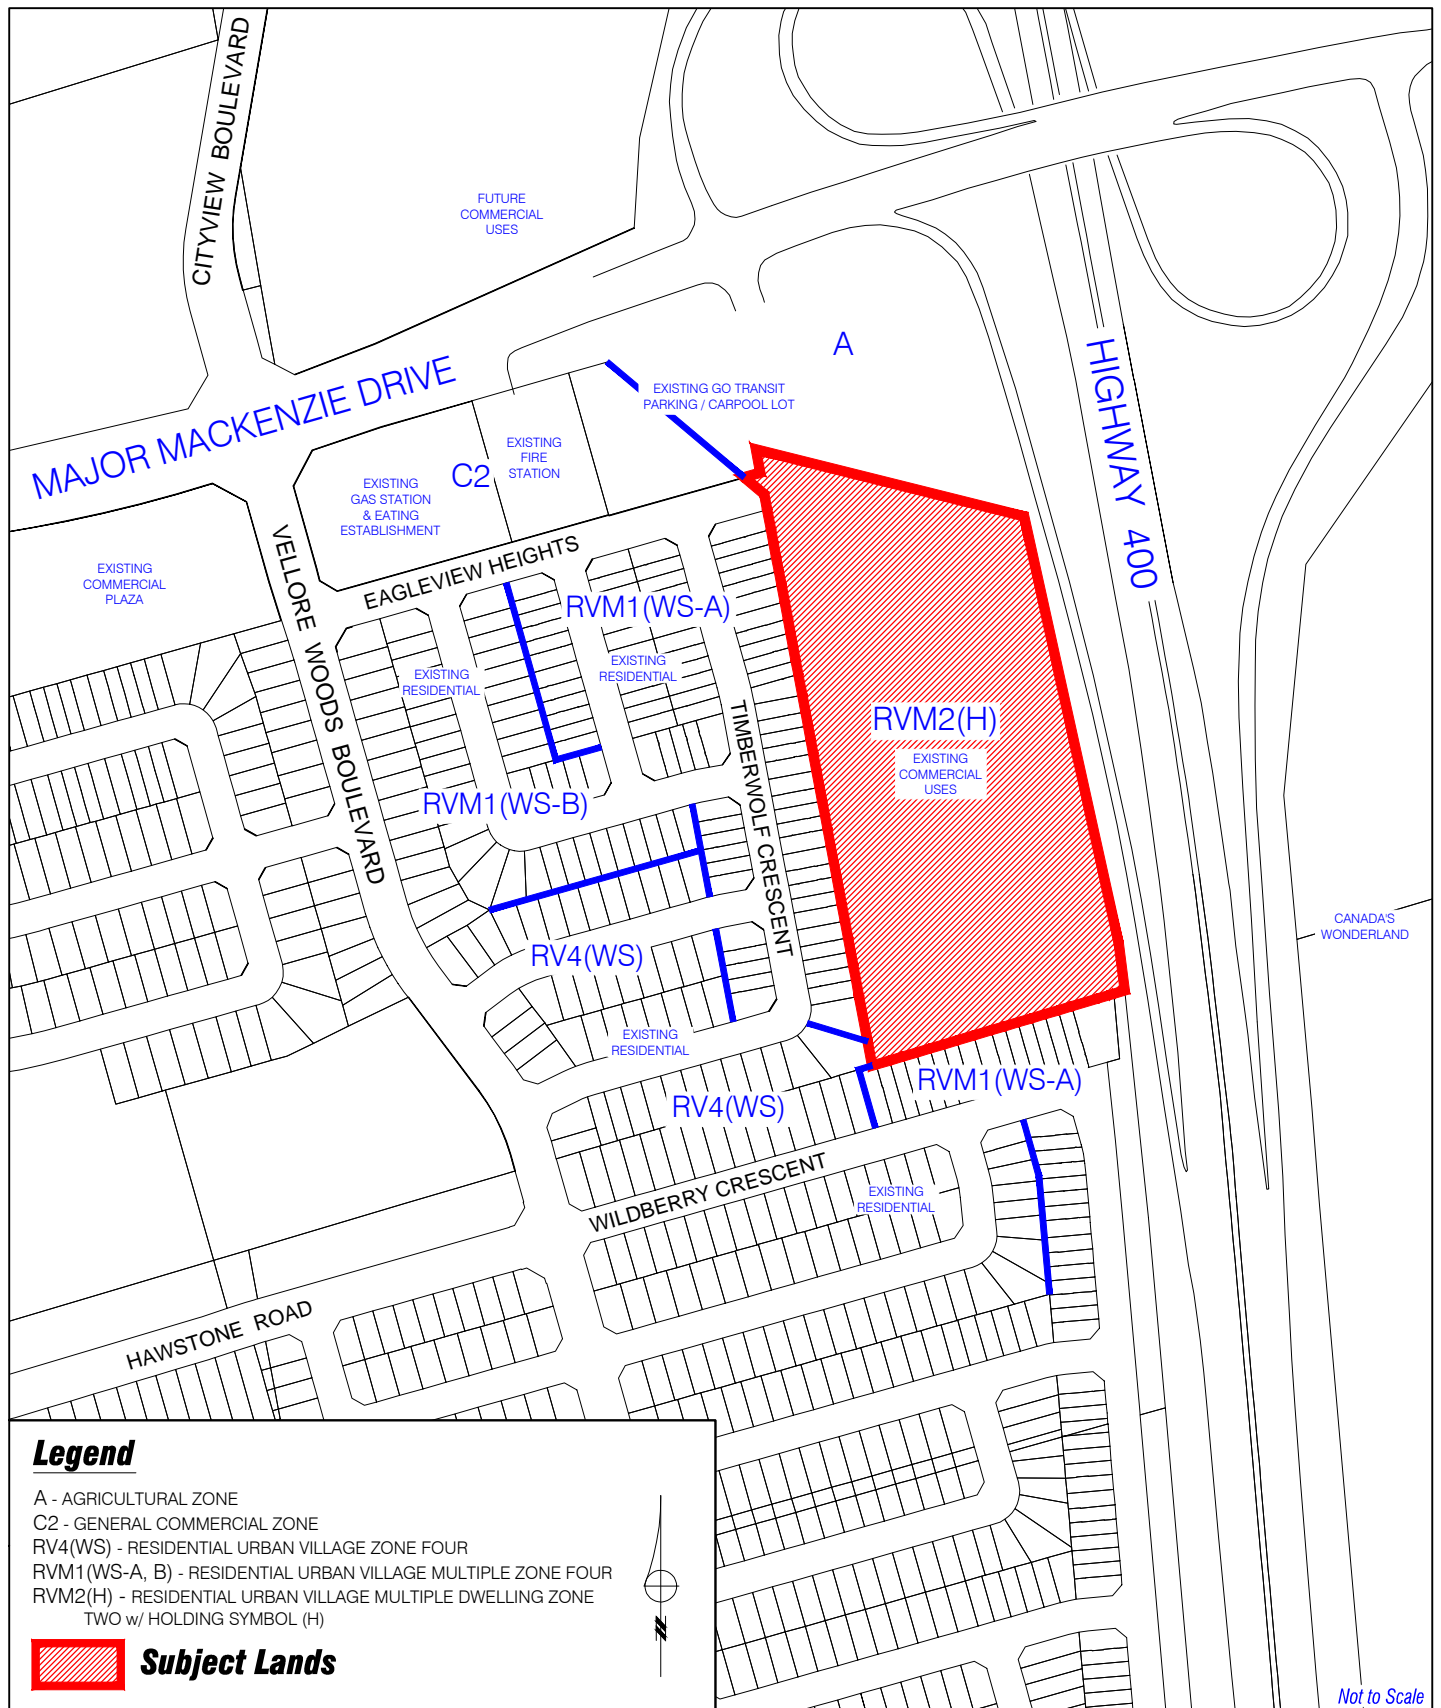 CITYVIEW BOULEVARD
FUTURE
COMMERCIAL
USES
A
HIGHWAY 400
MAJOR MACKENZIE DRIVE
EXISTING GO TRANSIT
PARKING / CARPOOL LOT
EXISTING
FIRE
STATION
C2
EXISTING
GAS STATION
& EATING
ESTABLISHMENT
EXISTING
COMMERCIAL
PLAZA
VELLORE WOODS BOULEVARD
EAGLEVIEW HEIGHTS
RVM1(WS-A)
EXISTING
RESIDENTIAL
EXISTING
RESIDENTIAL
TIMBERWOLF CRESCENT
RVM2(H)
EXISTING
COMMERCIAL
USES
RVM1(WS-B)
CANADA'S
WONDERLAND
RV4(WS)
EXISTING
RESIDENTIAL
RVM1(WS-A)
RV4(WS)
WILDBERRY CRESCENT
EXISTING
RESIDENTIAL
HAWSTONE ROAD
Legend
A - AGRICULTURAL ZONE
C2 - GENERAL COMMERCIAL ZONE
RV4(WS) - RESIDENTIAL URBAN VILLAGE ZONE FOUR
RVM1(WS-A, B) - RESIDENTIAL URBAN VILLAGE MULTIPLE ZONE FOUR
RVM2(H) - RESIDENTIAL URBAN VILLAGE MULTIPLE DWELLING ZONE
TWO w/ HOLDING SYMBOL (H)
Subject Lands
N
Not to Scale